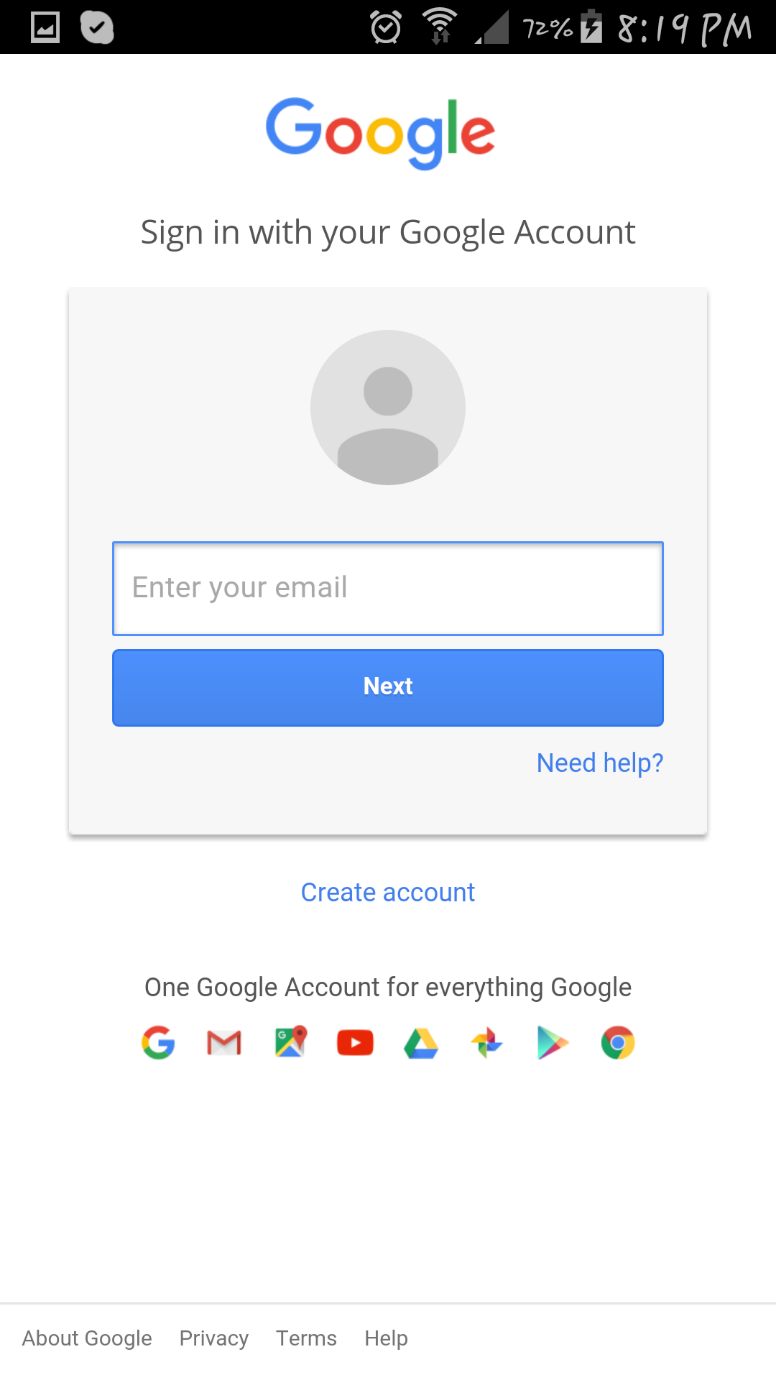 72% 8:19 PM
Google
Sign in with your Google Account
Enter your email
Next
Need help?
Create account
One Google Account for everything Google
About Google Privacy Terms Help